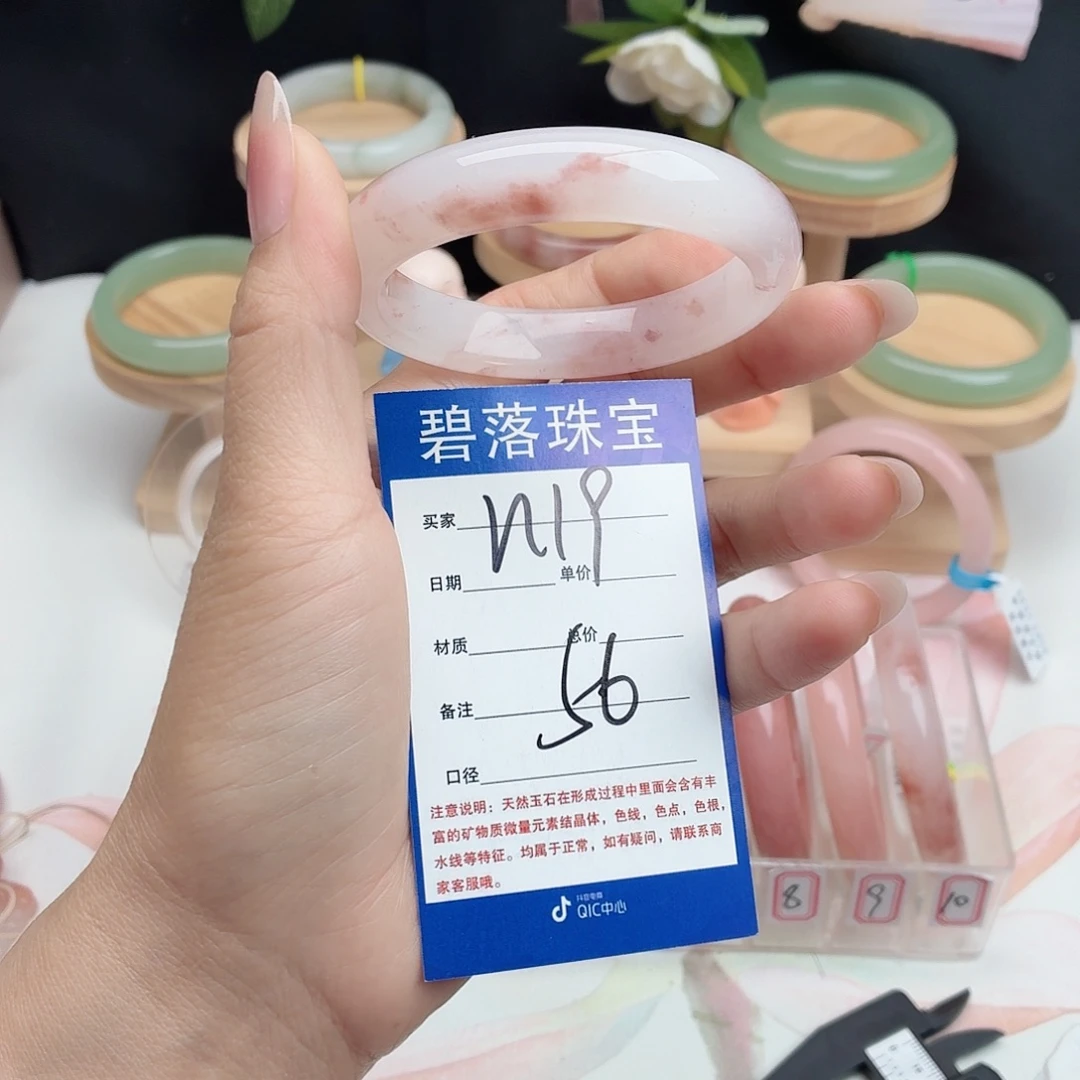 碧落珠宝
买家 n19
日期 单价
材质 总价
56
备注
口径
注意说明：天然玉石在形成过程中里面会含有丰
富的矿物质微量元素结晶体，色线，色点，色根，
水线等特征。均属于正常，如有疑问，请联系商
家客服哦。
抖音电商
QIC中心
8 9 10